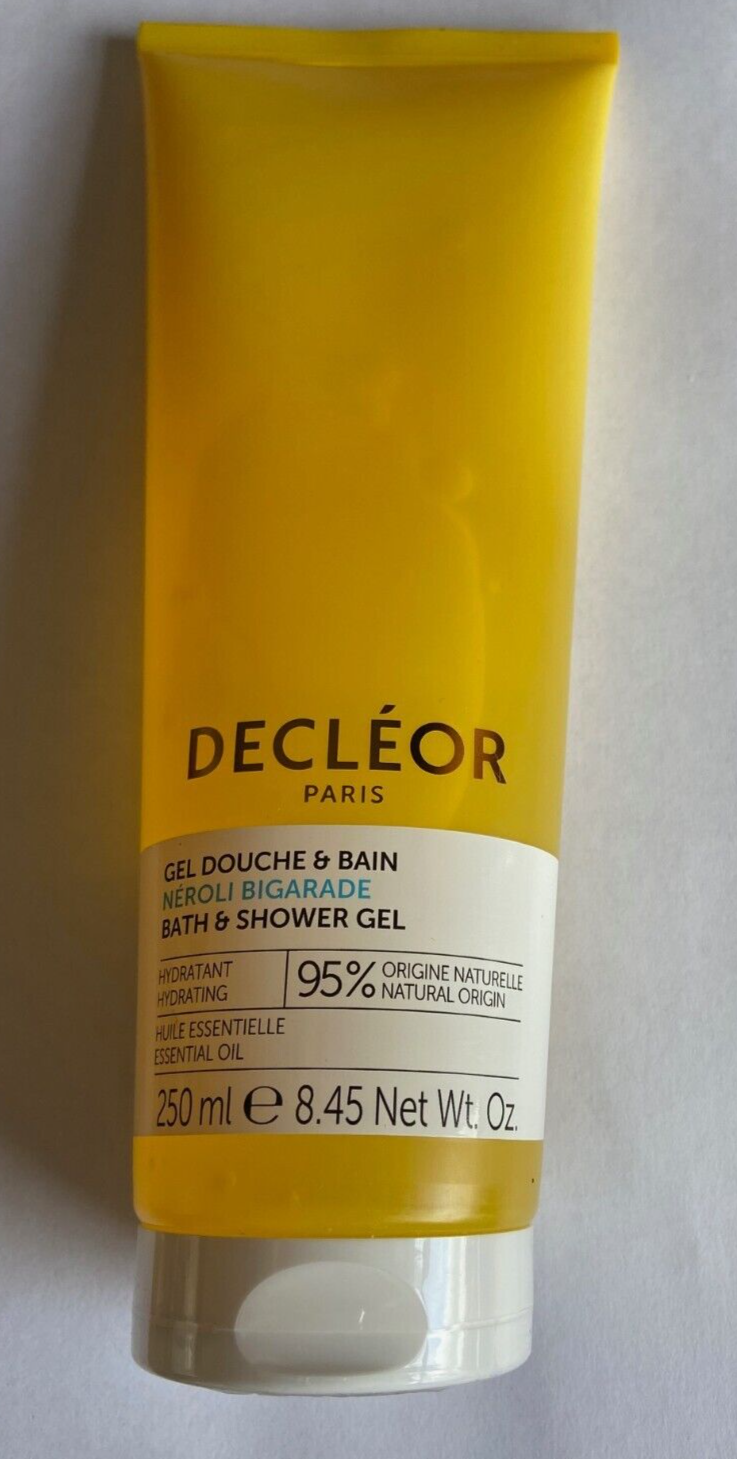 DECLÉOR
PARIS
GEL DOUCHE & BAIN
NÉROLI BIGARADE
BATH & SHOWER GEL
HYDRATANT
HYDRATING
95% ORIGINE NATURELLE
NATURAL ORIGIN
HUILE ESSENTIELLE
ESSENTIAL OIL
250 ml ℮ 8.45 Net Wt. Oz.